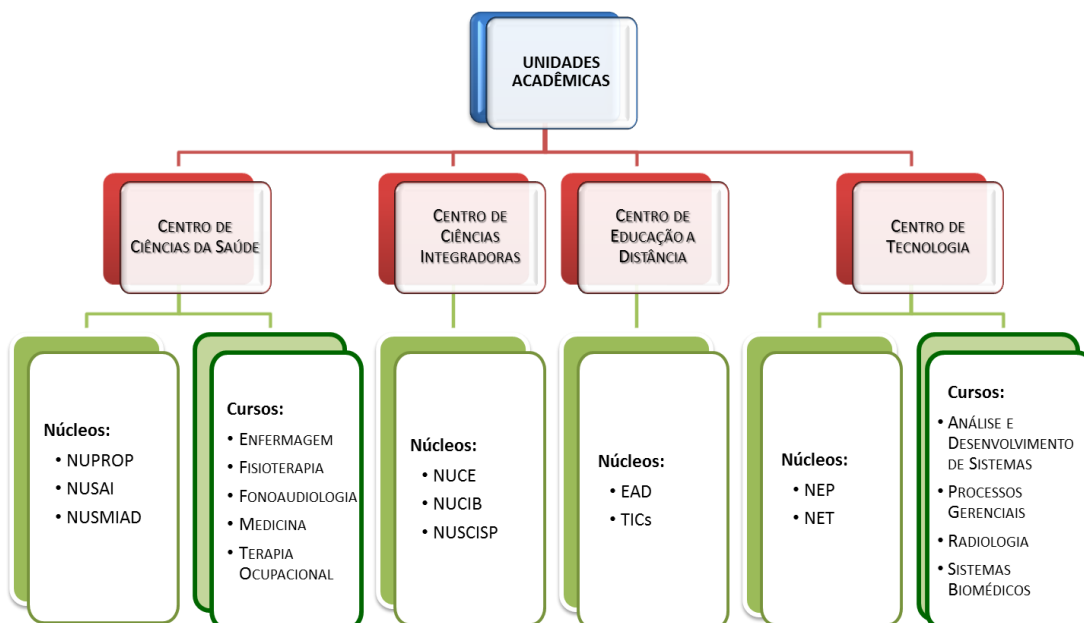 UNIDADES
ACADÊMICAS
CENTRO DE
CIÊNCIAS DA SAÚDE
CENTRO DE
CIÊNCIAS
INTEGRADORAS
CENTRO DE
EDUCAÇÃO A
DISTÂNCIA
CENTRO DE
TECNOLOGIA
Núcleos:
• NUPROP
• NUSAI
• NUSMIAD
Cursos:
• ENFERMAGEM
• FISIOTERAPIA
• FONOAUDIOLOGIA
• MEDICINA
• TERAPIA
OCUPACIONAL
Núcleos:
• NUCE
• NUCIB
• NUSCISP
Núcleos:
• EAD
• TICs
Núcleos:
• NEP
• NET
Cursos:
• ANÁLISE E
DESENVOLVIMENTO
DE SISTEMAS
• PROCESSOS
GERENCIAIS
• RADIOLOGIA
• SISTEMAS
BIOMÉDICOS